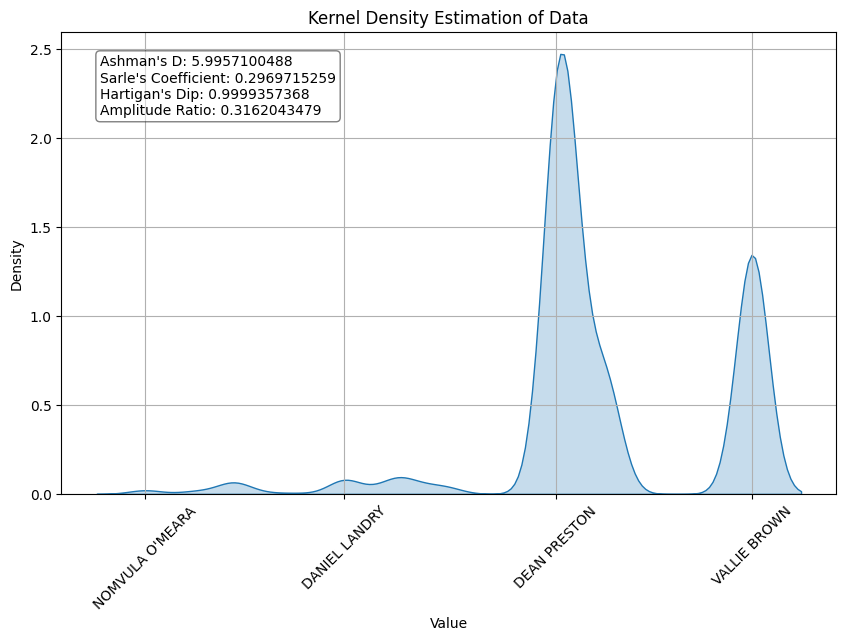 Kernel Density Estimation of Data
Ashman's D: 5.9957100488
Sarle's Coefficient: 0.2969715259
Hartigan's Dip: 0.9999357368
Amplitude Ratio: 0.3162043479
Density
2.5
2.0
1.5
1.0
0.5
0.0
NOMVULA O'MEARA
DANIEL LANDRY
DEAN PRESTON
VALLIE BROWN
Value